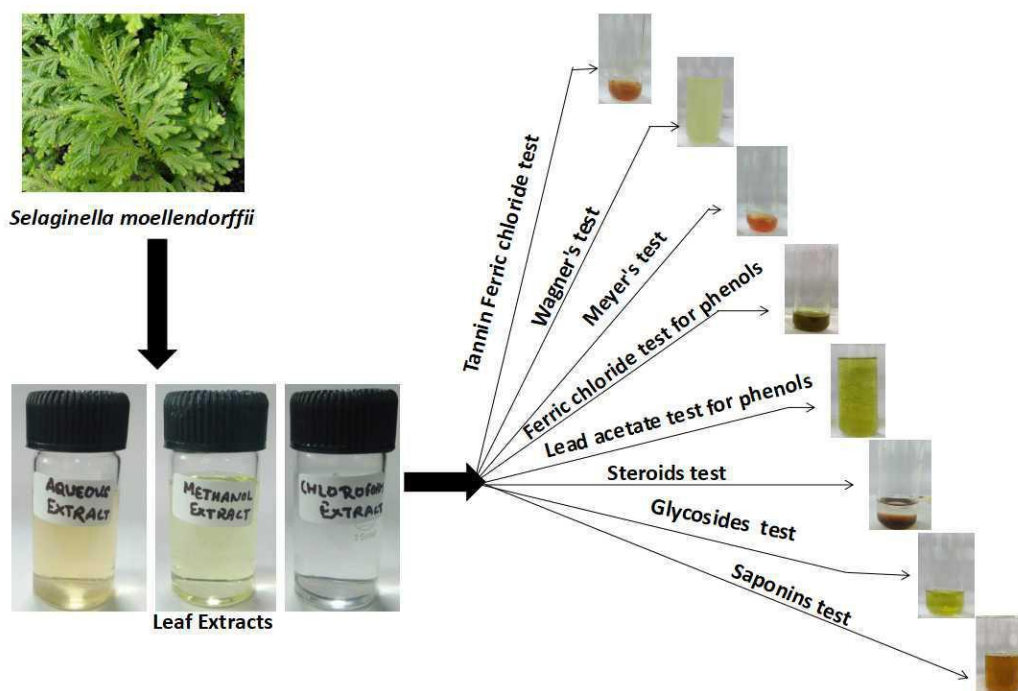 Selaginella moellendorffii
AQUEOUS
EXTRACT
METHANOL
EXTRACT
CHLOROFORM
EXTRACT
Leaf Extracts
Tannin Ferric chloride test
Wagner's test
Meyer's test
Ferric chloride test for phenols
Lead acetate test for phenols
Steroids test
Glycosides test
Saponins test